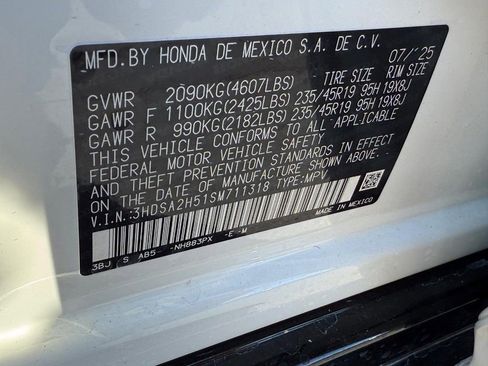 MFD.BY HONDA DE MEXICO S.A. DE C.V. 07/'25
GVWR 2090KG(4607LBS) TIRE SIZE RIM SIZE
GAWR F 1100KG(2425LBS) 235/45R19 95H 19X8J
GAWR R 990KG(2182LBS) 235/45R19 95H 19X8J
THIS VEHICLE CONFORMS TO ALL APPLICABLE
FEDERAL MOTOR VEHICLE SAFETY,
AND THEFT PREVENTION STANDARDS IN EFFECT
ON THE DATE OF MANUFACTURE SHOWN ABOVE.
V.I.N.:3HDSA2H51SM711318 TYPE:MPV
MADE IN MEXICO
3BJ S AB5- -NH883PX -E -M